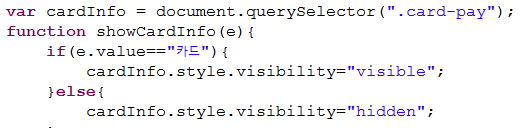 var cardInfo = document.querySelector(".card-pay");
function showCardInfo(e){
if(e.value=="카드"){
cardInfo.style.visibility="visible";
}else{
cardInfo.style.visibility="hidden";